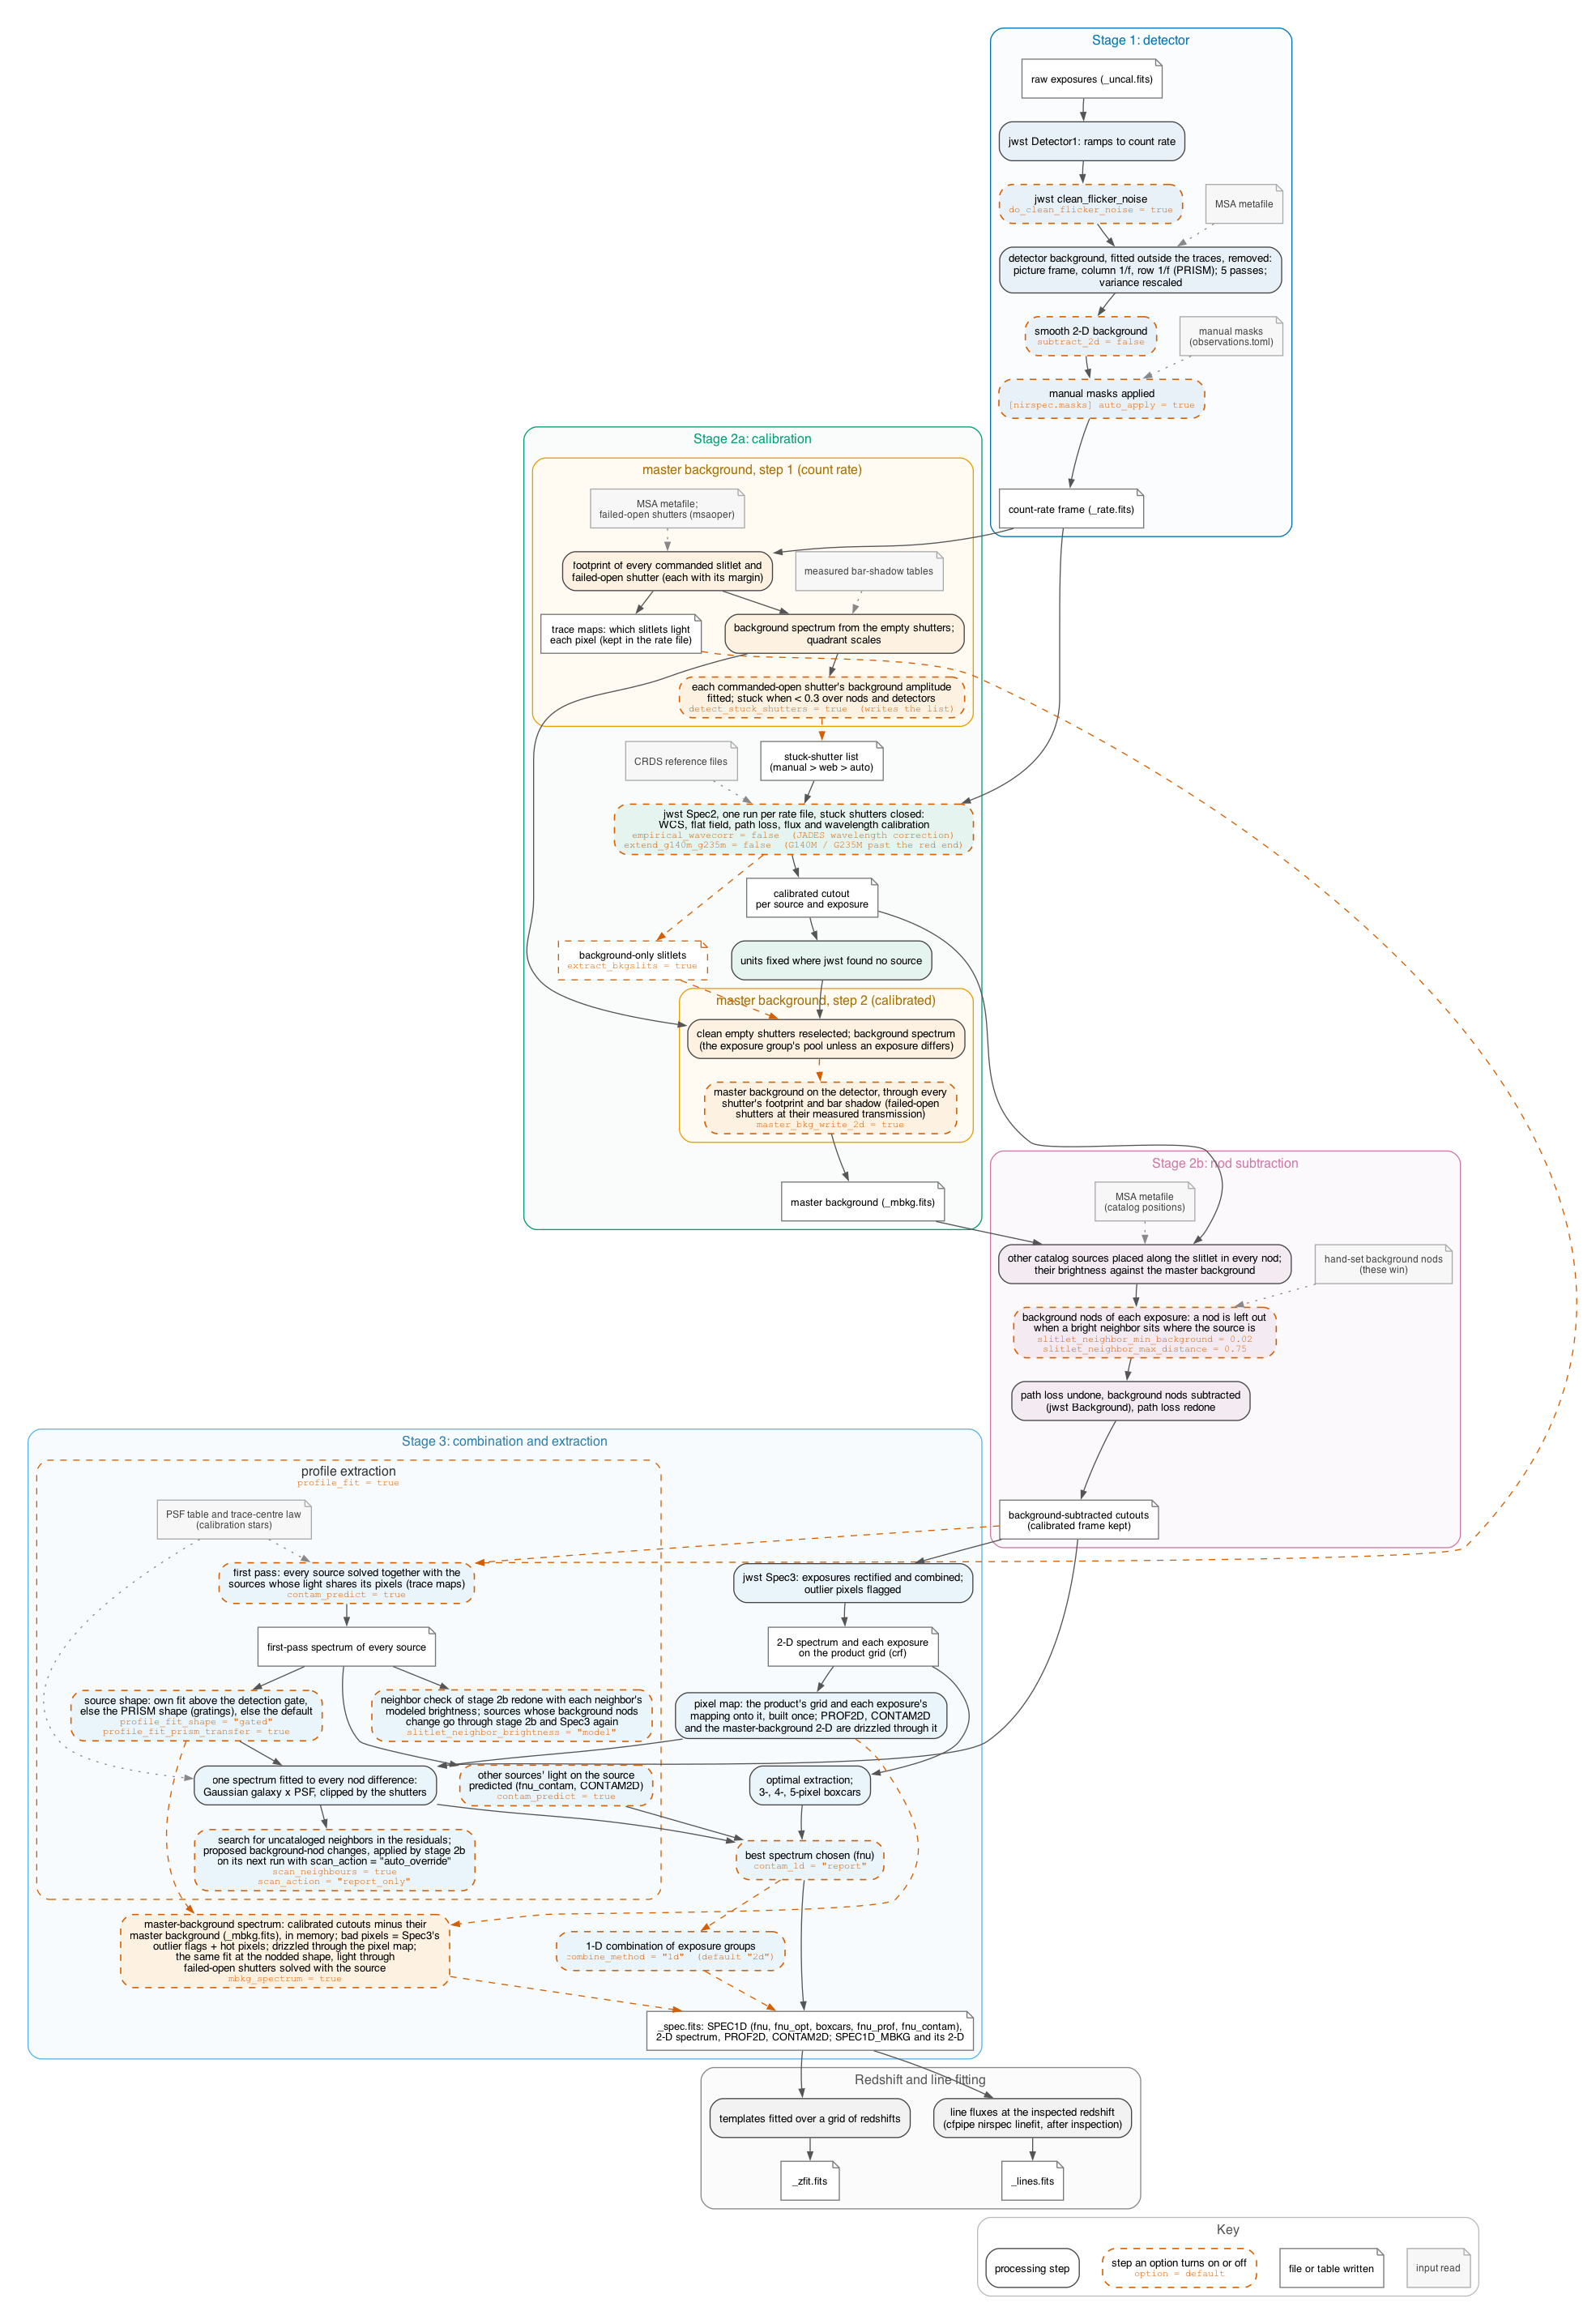 Stage 1: detector
raw exposures (_uncal.fits)
jwst Detector1: ramps to count rate
jwst clean_flicker_noise
do_clean_flicker_noise = true
MSA metafile
detector background, fitted outside the traces, removed:
picture frame, column 1/f, row 1/f (PRISM); 5 passes;
variance rescaled
smooth 2-D background
subtract_2d = false
manual masks
(observations.toml)
manual masks applied
[nirspec.masks] auto_apply = true
count-rate frame (_rate.fits)
Stage 2a: calibration
master background, step 1 (count rate)
MSA metafile;
failed-open shutters (msaoper)
footprint of every commanded slitlet and
failed-open shutter (each with its margin)
measured bar-shadow tables
trace maps: which slitlets light
each pixel (kept in the rate file)
background spectrum from the empty shutters;
quadrant scales
each commanded-open shutter's background amplitude
fitted; stuck when < 0.3 over nods and detectors
detect_stuck_shutters = true  (writes the list)
CRDS reference files
stuck-shutter list
(manual > web > auto)
jwst Spec2, one run per rate file, stuck shutters closed:
WCS, flat field, path loss, flux and wavelength calibration
empirical_wavecorr = false  (JADES wavelength correction)
extend_g140m_g235m = false  (G140M / G235M past the red end)
calibrated cutout
per source and exposure
background-only slitlets
extract_bkgslits = true
units fixed where jwst found no source
master background, step 2 (calibrated)
clean empty shutters reselected; background spectrum
(the exposure group's pool unless an exposure differs)
master background on the detector, through every
shutter's footprint and bar shadow (failed-open
shutters at their measured transmission)
master_bkg_write_2d = true
master background (_mbkg.fits)
Stage 2b: nod subtraction
MSA metafile
(catalog positions)
other catalog sources placed along the slitlet in every nod;
their brightness against the master background
hand-set background nods
(these win)
background nods of each exposure: a nod is left out
when a bright neighbor sits where the source is
slitlet_neighbor_min_background = 0.02
slitlet_neighbor_max_distance = 0.75
path loss undone, background nods subtracted
(jwst Background), path loss redone
background-subtracted cutouts
(calibrated frame kept)
Stage 3: combination and extraction
profile extraction
profile_fit = true
PSF table and trace-centre law
(calibration stars)
first pass: every source solved together with the
sources whose light shares its pixels (trace maps)
contam_predict = true
jwst Spec3: exposures rectified and combined;
outlier pixels flagged
first-pass spectrum of every source
2-D spectrum and each exposure
on the product grid (crf)
source shape: own fit above the detection gate,
else the PRISM shape (gratings), else the default
profile_fit_shape = "gated"
profile_fit_prism_transfer = true
neighbor check of stage 2b redone with each neighbor's
modeled brightness; sources whose background nods
change go through stage 2b and Spec3 again
slitlet_neighbor_brightness = "model"
pixel map: the product's grid and each exposure's
mapping onto it, built once; PROF2D, CONTAM2D
and the master-background 2-D are drizzled through it
one spectrum fitted to every nod difference:
Gaussian galaxy x PSF, clipped by the shutters
other sources' light on the source
predicted (fnu_contam, CONTAM2D)
contam_predict = true
optimal extraction;
3-, 4-, 5-pixel boxcars
search for uncataloged neighbors in the residuals;
proposed background-nod changes, applied by stage 2b
on its next run with scan_action = "auto_override"
scan_neighbours = true
scan_action = "report_only"
best spectrum chosen (fnu)
contam_1d = "report"
master-background spectrum: calibrated cutouts minus their
master background (_mbkg.fits), in memory; bad pixels = Spec3's
outlier flags + hot pixels; drizzled through the pixel map;
the same fit at the nodded shape, light through
failed-open shutters solved with the source
mbkg_spectrum = true
1-D combination of exposure groups
combine_method = "1d"  (default "2d")
_spec.fits: SPEC1D (fnu, fnu_opt, boxcars, fnu_prof, fnu_contam),
2-D spectrum, PROF2D, CONTAM2D; SPEC1D_MBKG and its 2-D
Redshift and line fitting
templates fitted over a grid of redshifts
line fluxes at the inspected redshift
(cfpipe nirspec linefit, after inspection)
_zfit.fits
_lines.fits
Key
processing step
step an option turns on or off
option = default
file or table written
input read